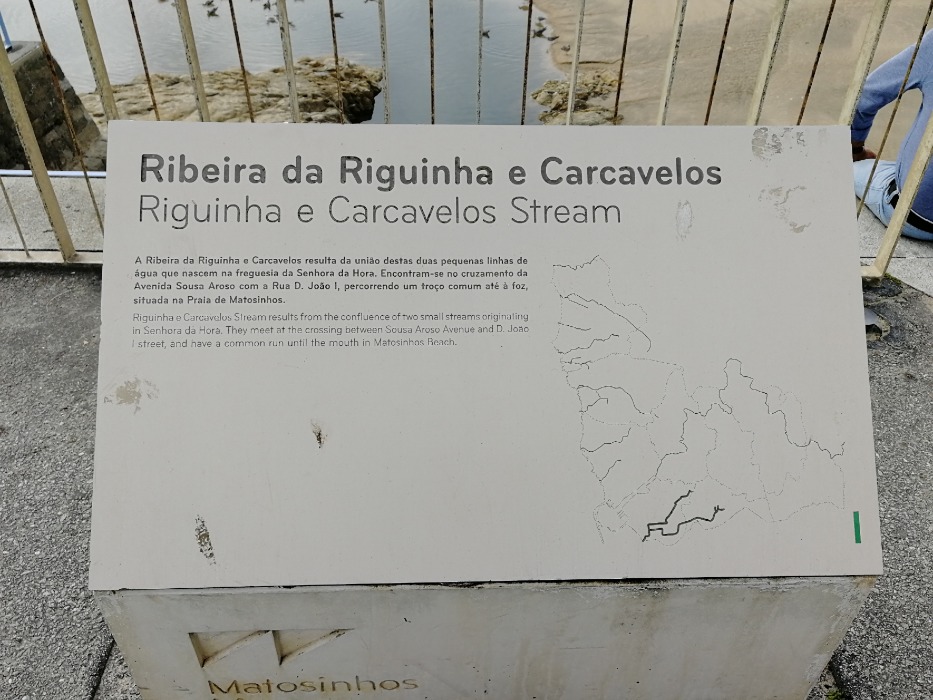 Ribeira da Riguinha e Carcavelos
Riguinha e Carcavelos Stream
A Ribeira da Riguinha e Carcavelos resulta da união destas duas pequenas linhas de
água que nascem na freguesia da Senhora da Hora. Encontram-se no cruzamento da
Avenida Sousa Aroso com a Rua D. João I, percorrendo um troço comum até à foz,
situada na Praia de Matosinhos.
Riguinha e Carcavelos Stream results from the confluence of two small streams originating
in Senhora da Hora. They meet at the crossing between Sousa Aroso Avenue and D. Joao
I street, and have a common run until the mouth in Matosinhos Beach.
Matosinhos